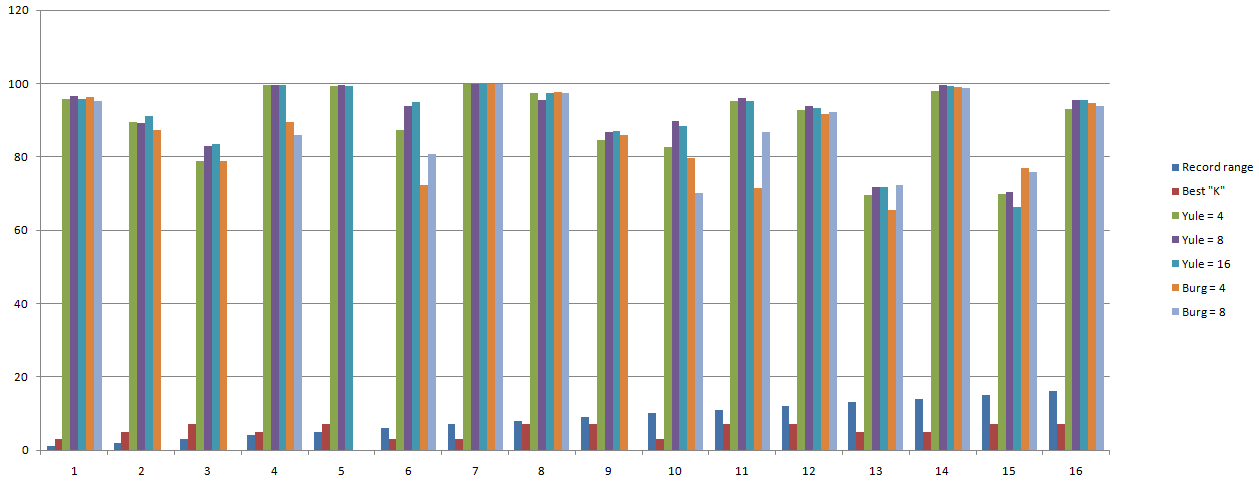 120
100
80
60
40
20
0
1 2 3 4 5 6 7 8 9 10 11 12 13 14 15 16
Record range
Best "K"
Yule = 4
Yule = 8
Yule = 16
Burg = 4
Burg = 8